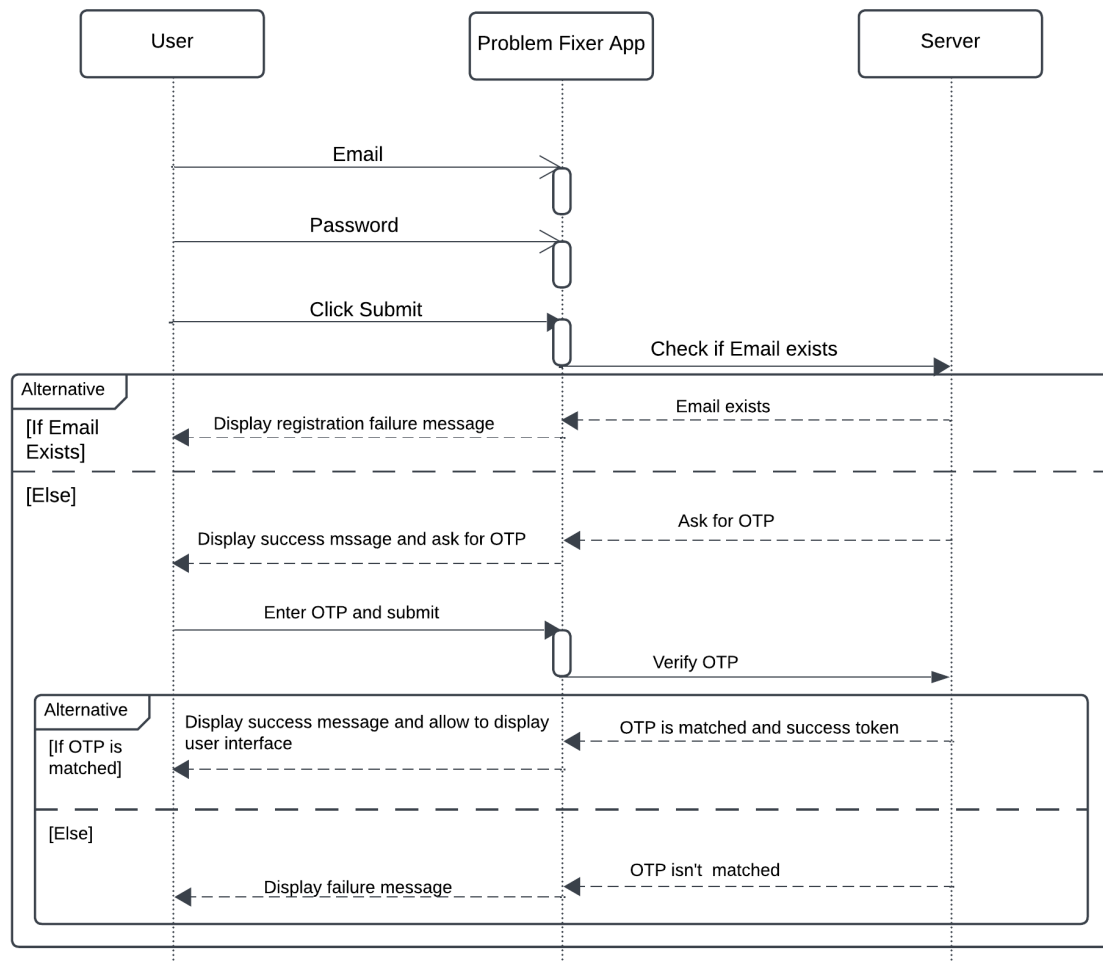 User
Problem Fixer App
Server
Email
Password
Click Submit
Check if Email exists
Alternative
[If Email
Exists]
Email exists
Display registration failure message
[Else]
Ask for OTP
Display success mssage and ask for OTP
Enter OTP and submit
Verify OTP
Alternative
[If OTP is
matched]
Display success message and allow to display
user interface
OTP is matched and success token
[Else]
OTP isn't  matched
Display failure message